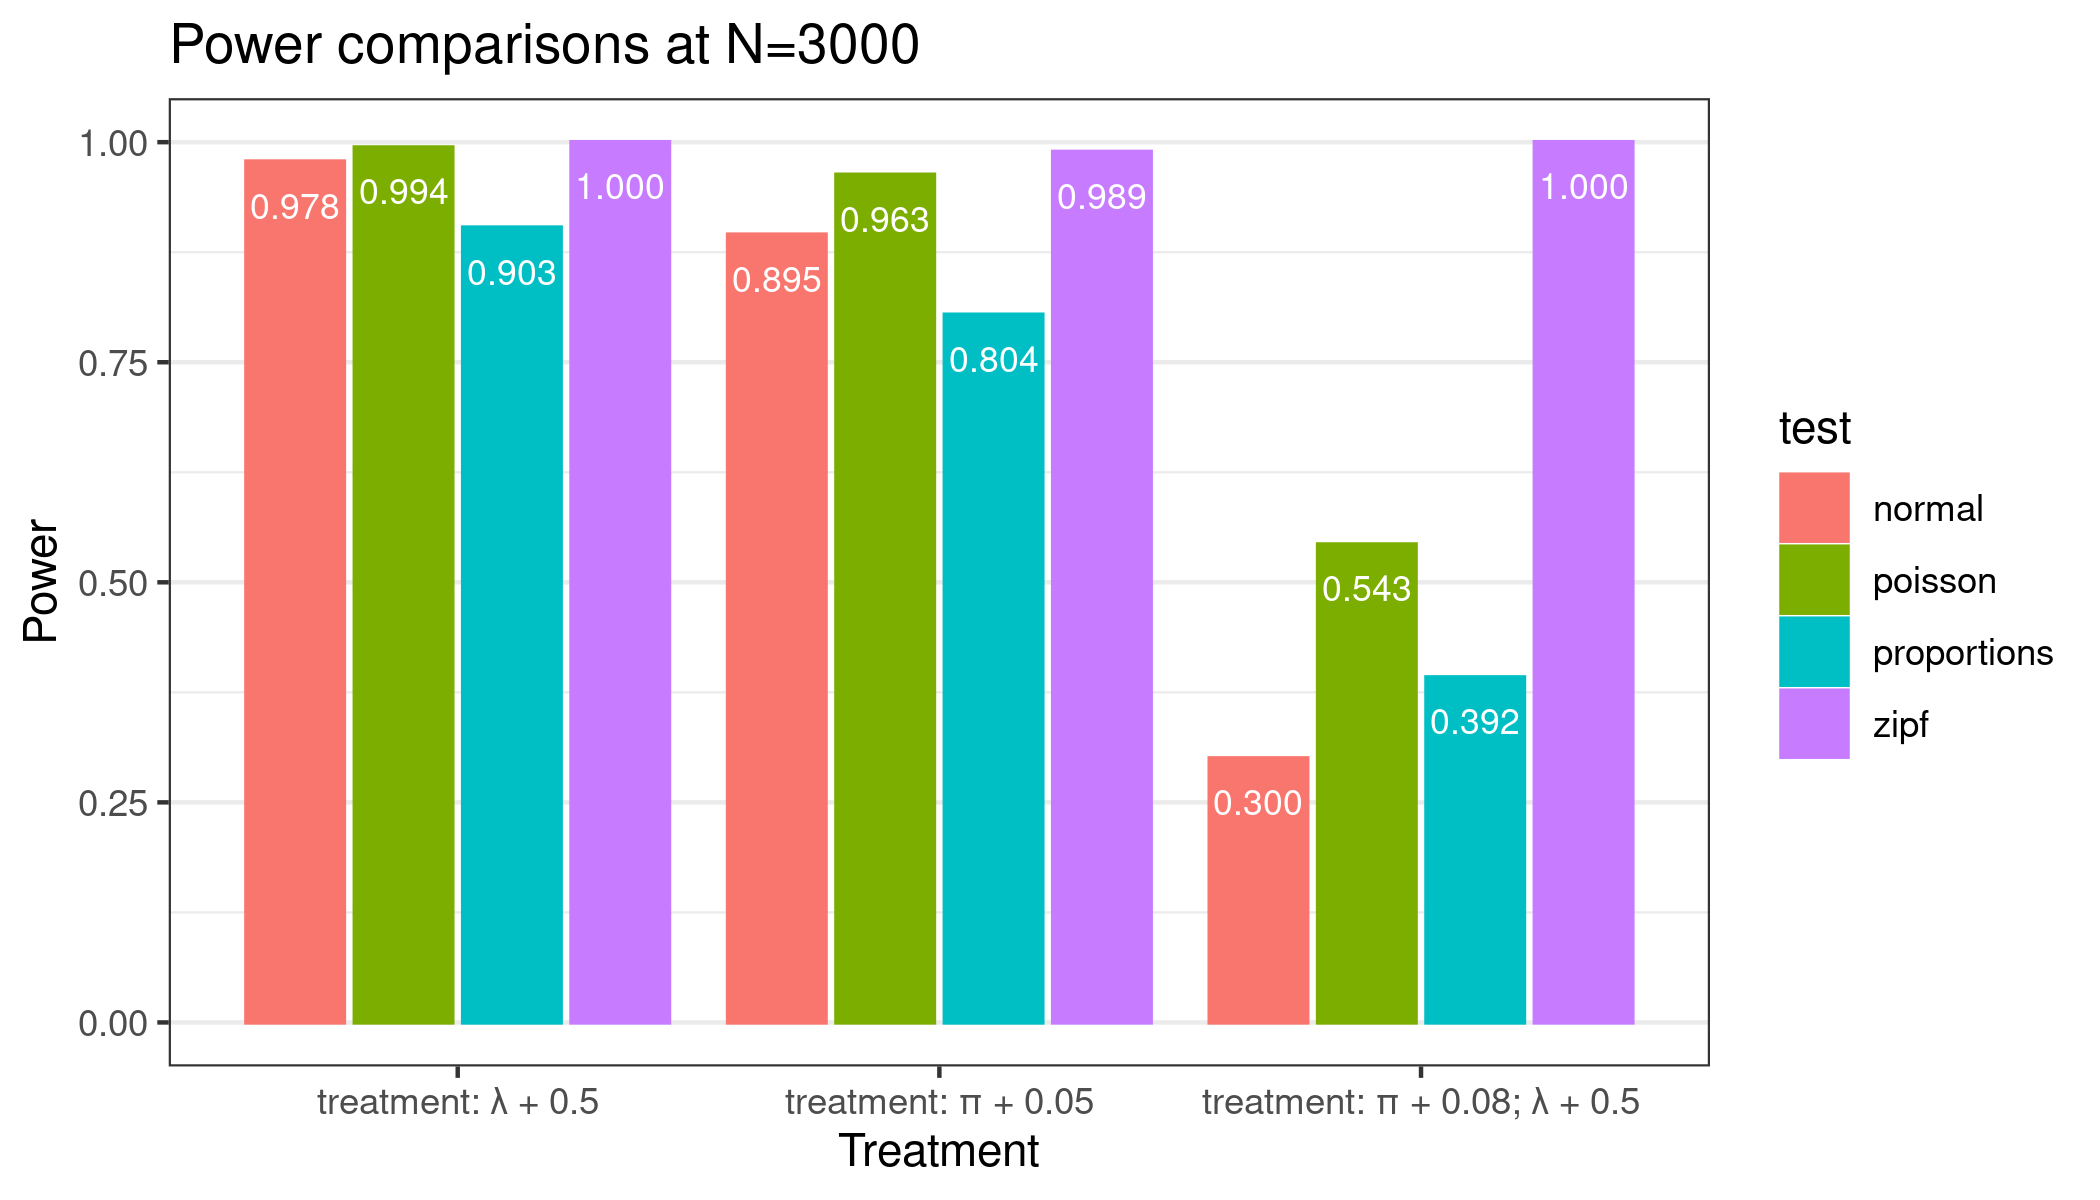 Power comparisons at N=3000
Power
1.00
0.75
0.50
0.25
0.00
0.978
0.994
0.903
1.000
0.895
0.963
0.804
0.989
0.300
0.543
0.392
1.000
treatment: λ + 0.5
treatment: π + 0.05
treatment: π + 0.08; λ + 0.5
Treatment
test
normal
poisson
proportions
zipf